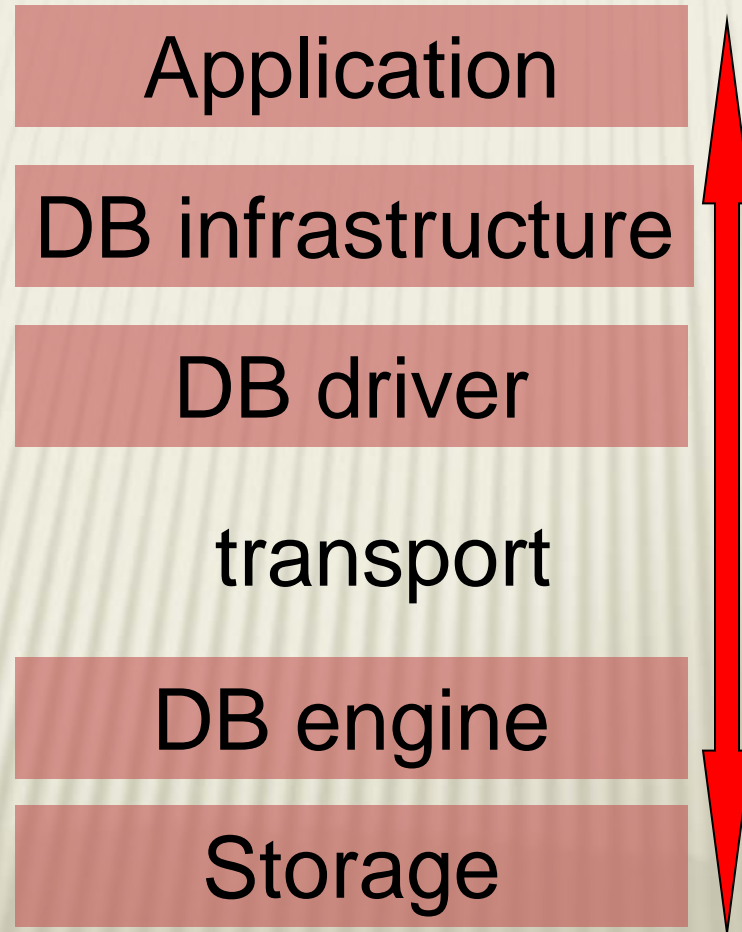 Application
DB infrastructure
DB driver
transport
DB engine
Storage